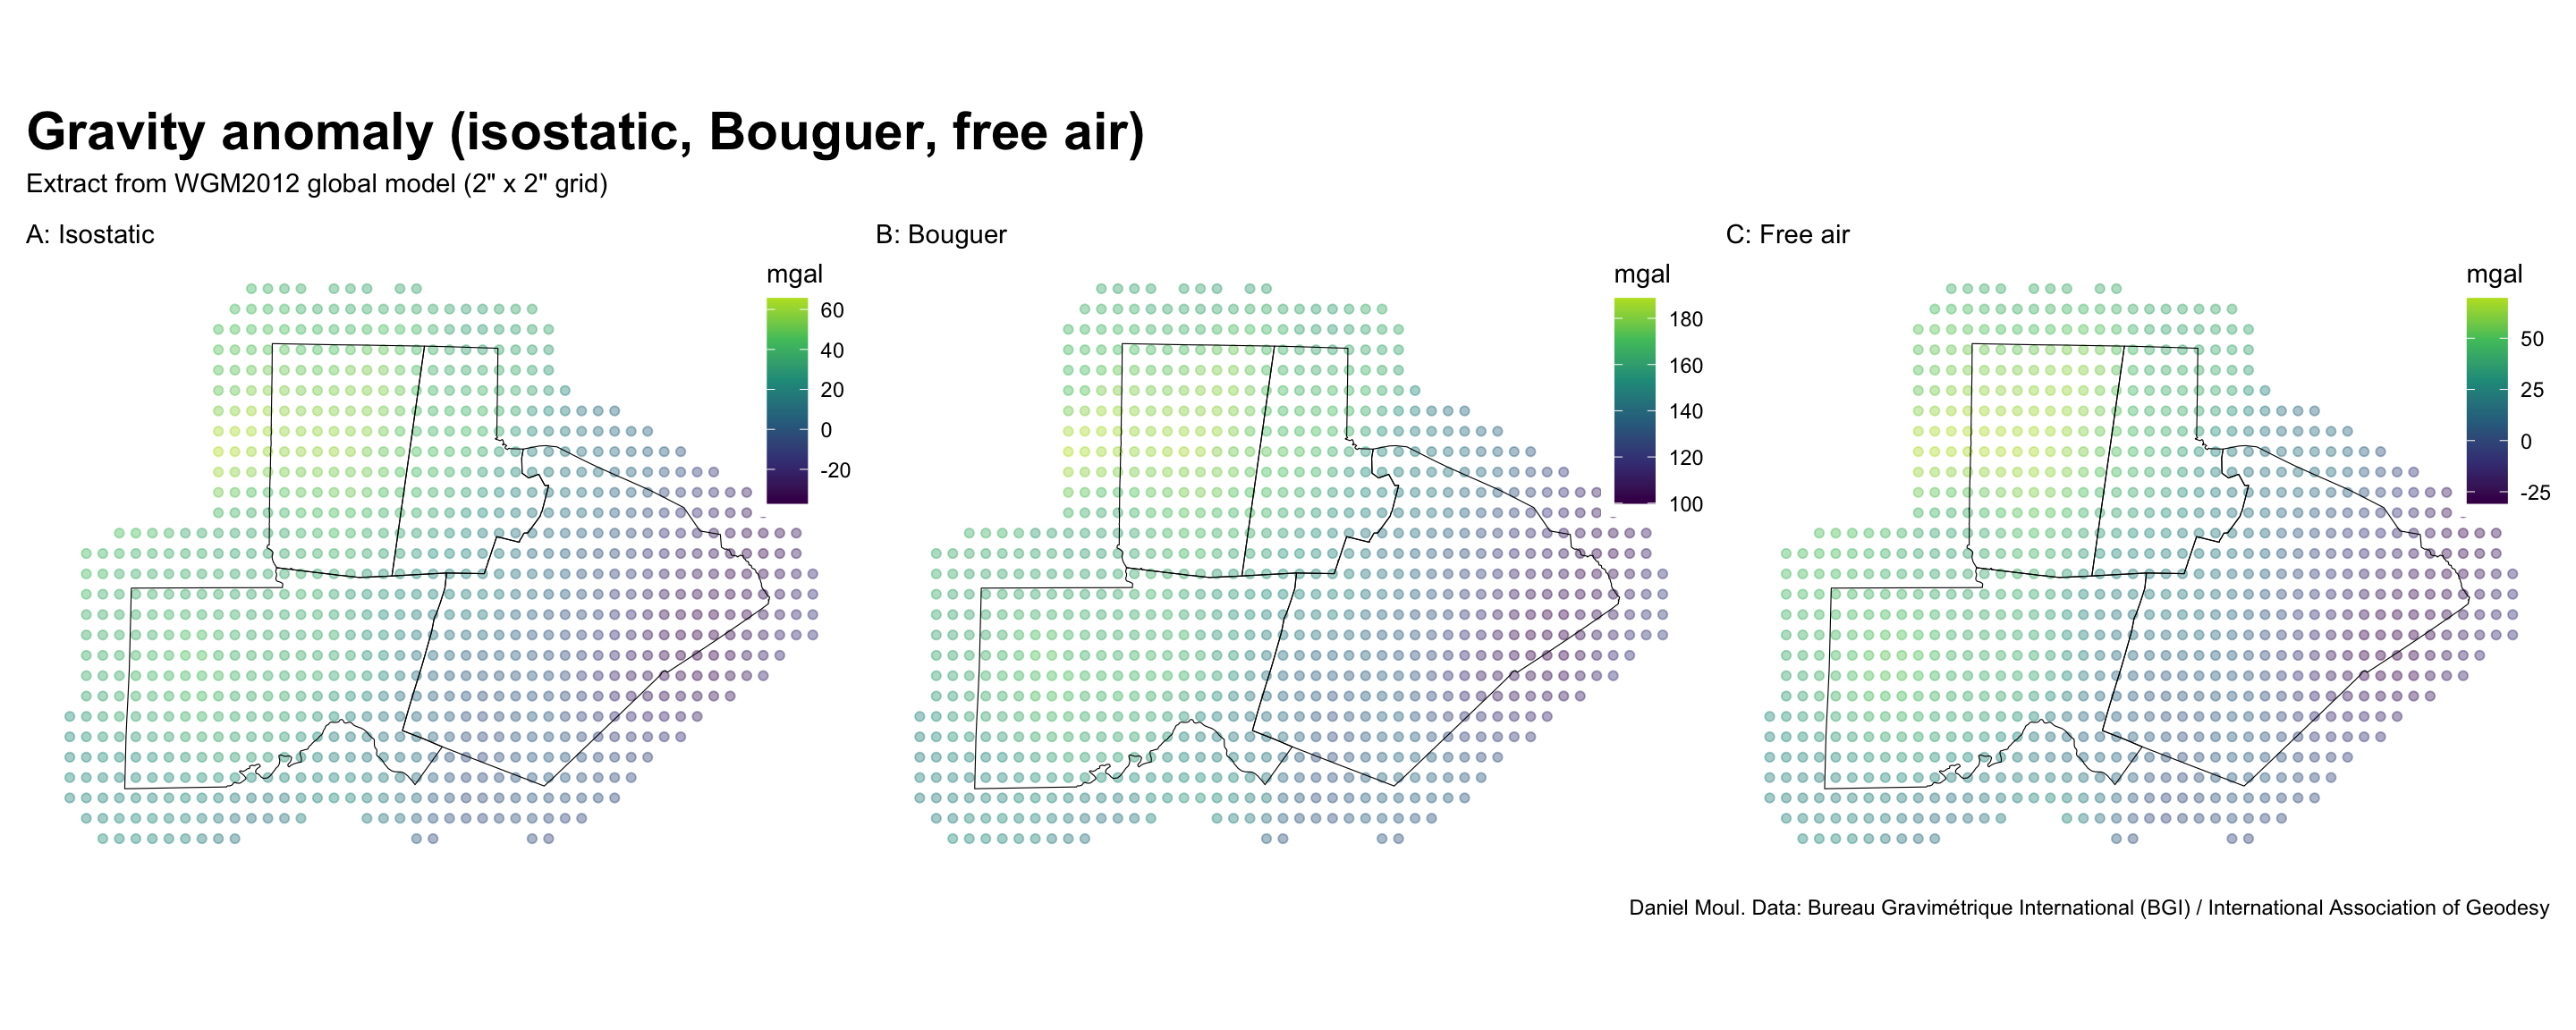 Gravity anomaly (isostatic, Bouguer, free air)
Extract from WGM2012 global model (2" x 2" grid)
A: Isostatic
mgal
60
40
20
0
-20
B: Bouguer
mgal
180
160
140
120
100
C: Free air
mgal
50
25
0
-25
Daniel Moul. Data: Bureau Gravimétrique International (BGI) / International Association of Geodesy